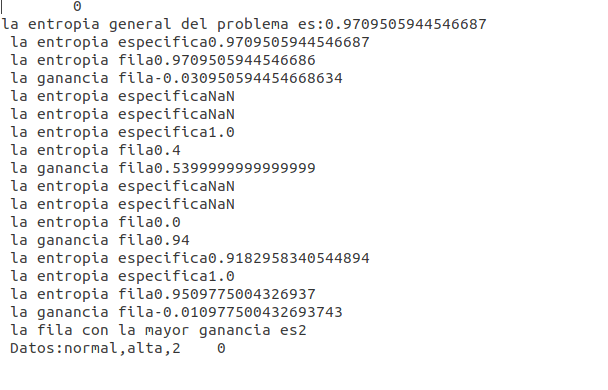 0
la entropia general del problema es:0.9709505944546687
la entropia especifica0.9709505944546687
la entropia fila0.9709505944546686
la ganancia fila-0.030950594454668634
la entropia especificaNaN
la entropia especificaNaN
la entropia especifica1.0
la entropia fila0.4
la ganancia fila0.5399999999999999
la entropia especificaNaN
la entropia especificaNaN
la entropia fila0.0
la ganancia fila0.94
la entropia especifica0.9182958340544894
la entropia especifica1.0
la entropia fila0.9509775004326937
la ganancia fila-0.010977500432693743
la fila con la mayor ganancia es2
Datos:normal,alta,2    0